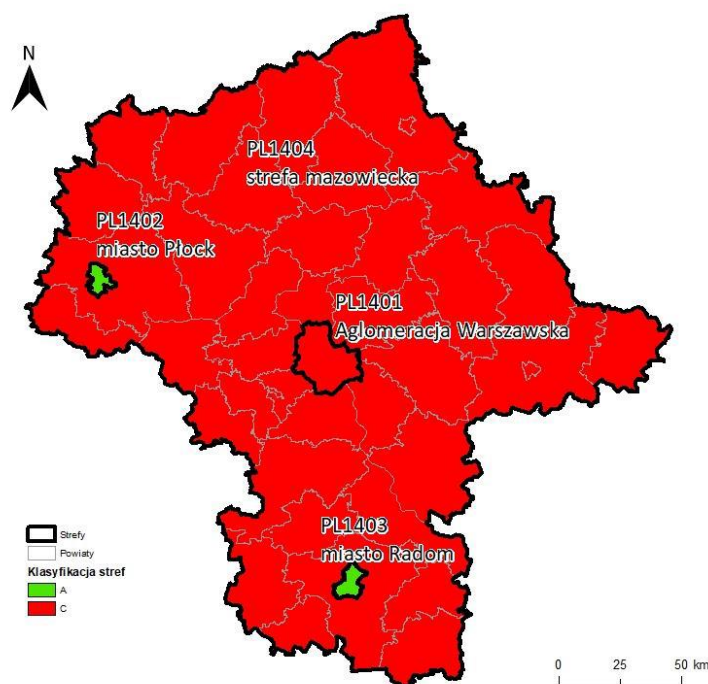 N
PL1404
strefa mazowiecka
PL1402
miasto Płock
PL1401
Aglomeracja Warszawska
PL1403
miasto Radom
Strefy
Powiaty
Klasyfikacja stref
A
C
0 25 50 km